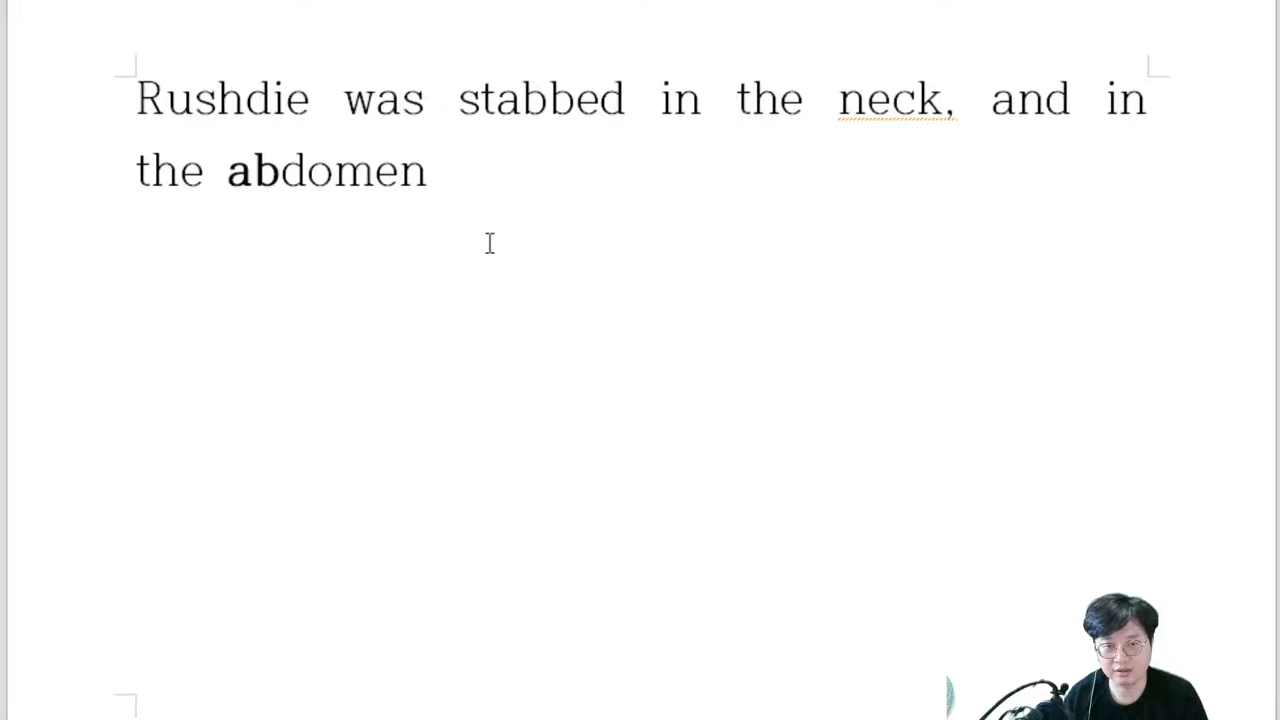 Rushdie was stabbed in the neck, and in
the abdomen